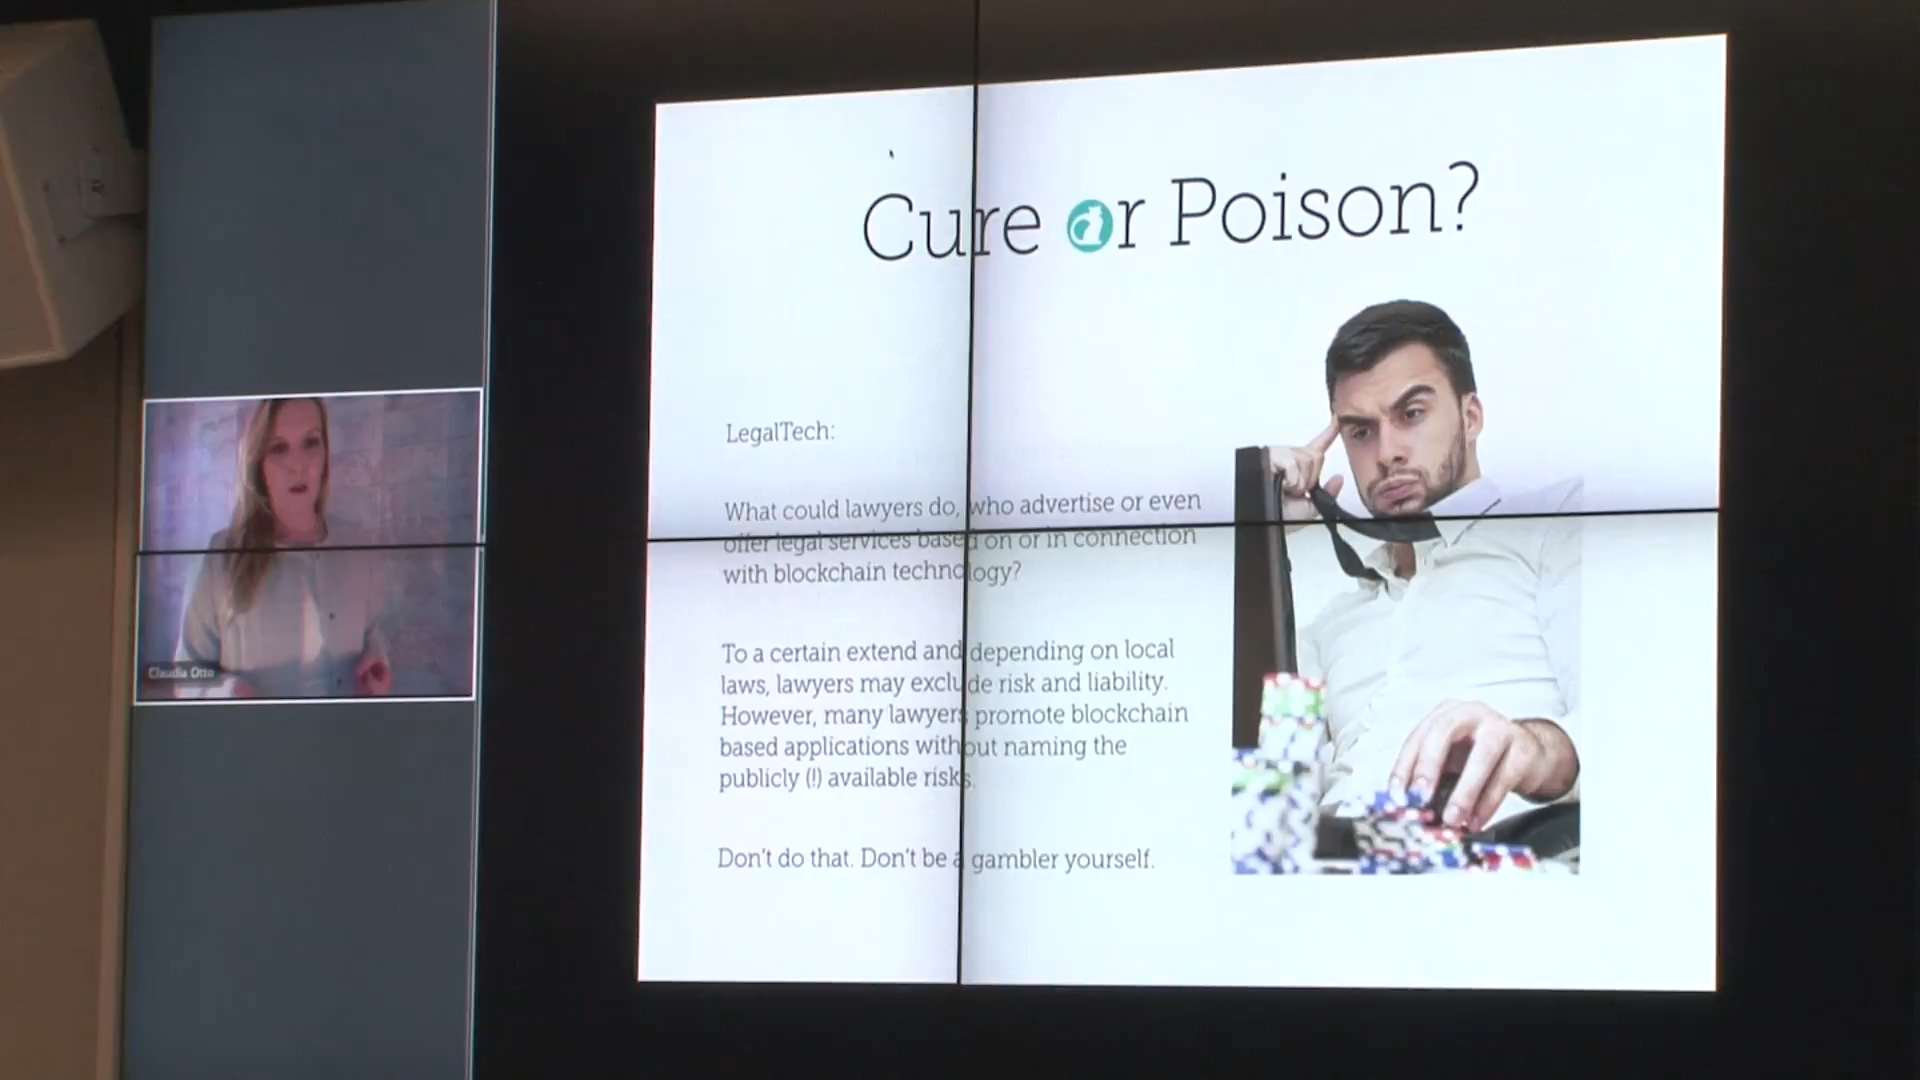 Cure or Poison?
LegalTech:
What could lawyers do, who advertise or even
offer legal services based on or in connection
with blockchain technology?
To a certain extend and depending on local
laws, lawyers may exclude risk and liability.
However, many lawyers promote blockchain
based applications without naming the
publicly (!) available risks.
Don't do that. Don't be a gambler yourself.
Claudia Otto